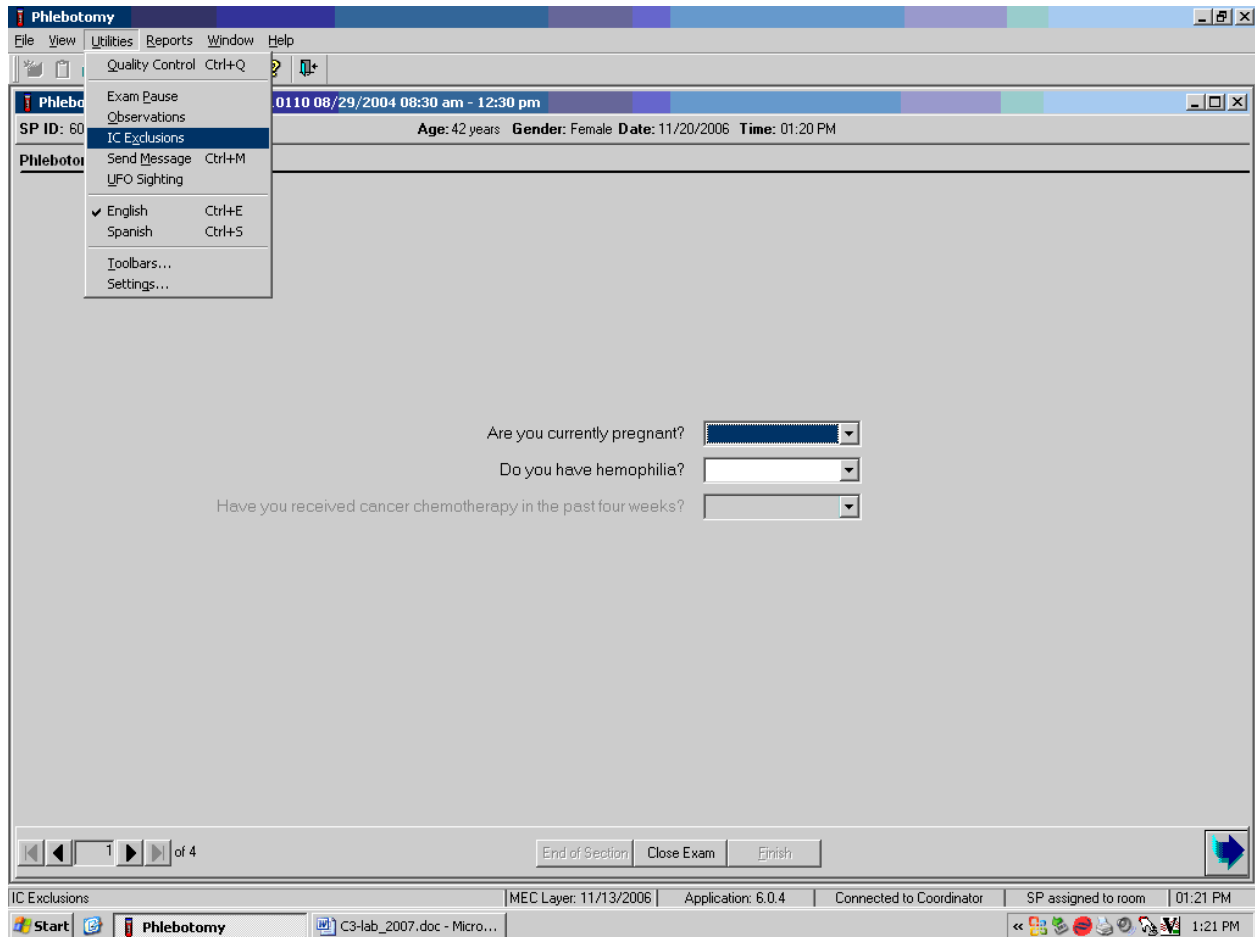 Phlebotomy
File View Utilities Reports Window Help
Quality Control Ctrl+Q
Exam Pause
Observations
IC Exclusions
Send Message Ctrl+M
UFO Sighting
English Ctrl+E
Spanish Ctrl+S
Toolbars...
Settings...
.0110 08/29/2004 08:30 am - 12:30 pm
SP ID: 60 Age: 42 years Gender: Female Date: 11/20/2006 Time: 01:20 PM
Are you currently pregnant?
Do you have hemophilia?
Have you received cancer chemotherapy in the past four weeks?
1 of 4 End of Section Close Exam Finish
IC Exclusions MEC Layer: 11/13/2006 Application: 6.0.4 Connected to Coordinator SP assigned to room 01:21 PM
Start Phlebotomy C3-lab_2007.doc - Micro... « 1:21 PM